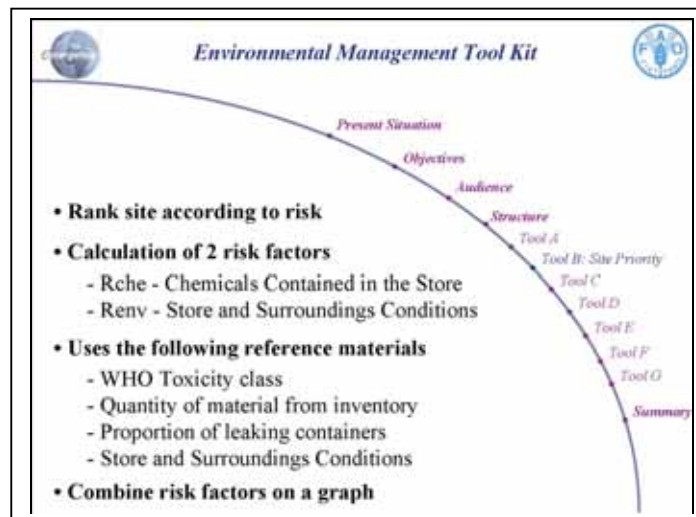 Environmental Management Tool Kit
F A O
Present Situation
Objectives
Audience
Structure
Tool A
Tool B: Site Priority
Tool C
Tool D
Tool E
Tool F
Tool G
Summary
• Rank site according to risk
• Calculation of 2 risk factors
- Rche - Chemicals Contained in the Store
- Renv - Store and Surroundings Conditions
• Uses the following reference materials
- WHO Toxicity class
- Quantity of material from inventory
- Proportion of leaking containers
- Store and Surroundings Conditions
• Combine risk factors on a graph